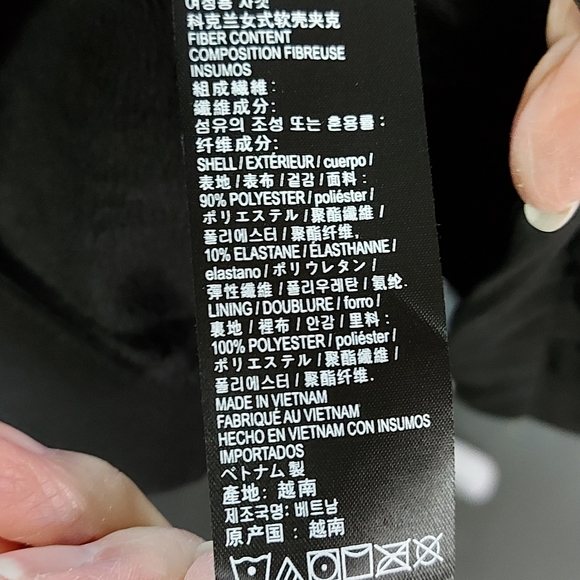 여성용 자켓
科克兰女式软壳夹克
FIBER CONTENT
COMPOSITION FIBREUSE
INSUMOS
組成繊維:
纖維成分:
섬유의 조성 또는 혼용률:
纤维成分:
SHELL / EXTÉRIEUR / cuerpo /
表地 / 表布 / 겉감 / 面料 :
90% POLYESTER / poliéster /
ポリエステル / 聚酯纖維 /
폴리에스터 / 聚酯纤维,
10% ELASTANE / ÉLASTHANNE /
elastano / ポリウレタン /
彈性纖維 / 폴리우레탄 / 氨纶.
LINING / DOUBLURE / forro /
裏地 / 裡布 / 안감 / 里料 :
100% POLYESTER / poliéster /
ポリエステル / 聚酯纖維 /
폴리에스터 / 聚酯纤维.
MADE IN VIETNAM
FABRIQUÉ AU VIETNAM
HECHO EN VIETNAM CON INSUMOS
IMPORTADOS
ベトナム 製
產地: 越南
제조국명: 베트남
原产国 : 越南